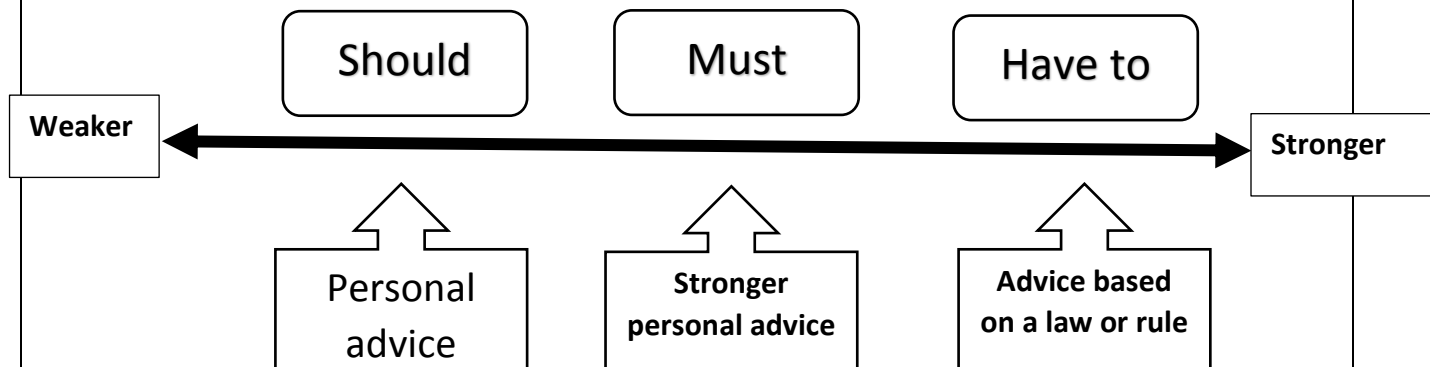 Should
Must
Have to
Weaker
Stronger
Personal
advice
Stronger
personal advice
Advice based
on a law or rule